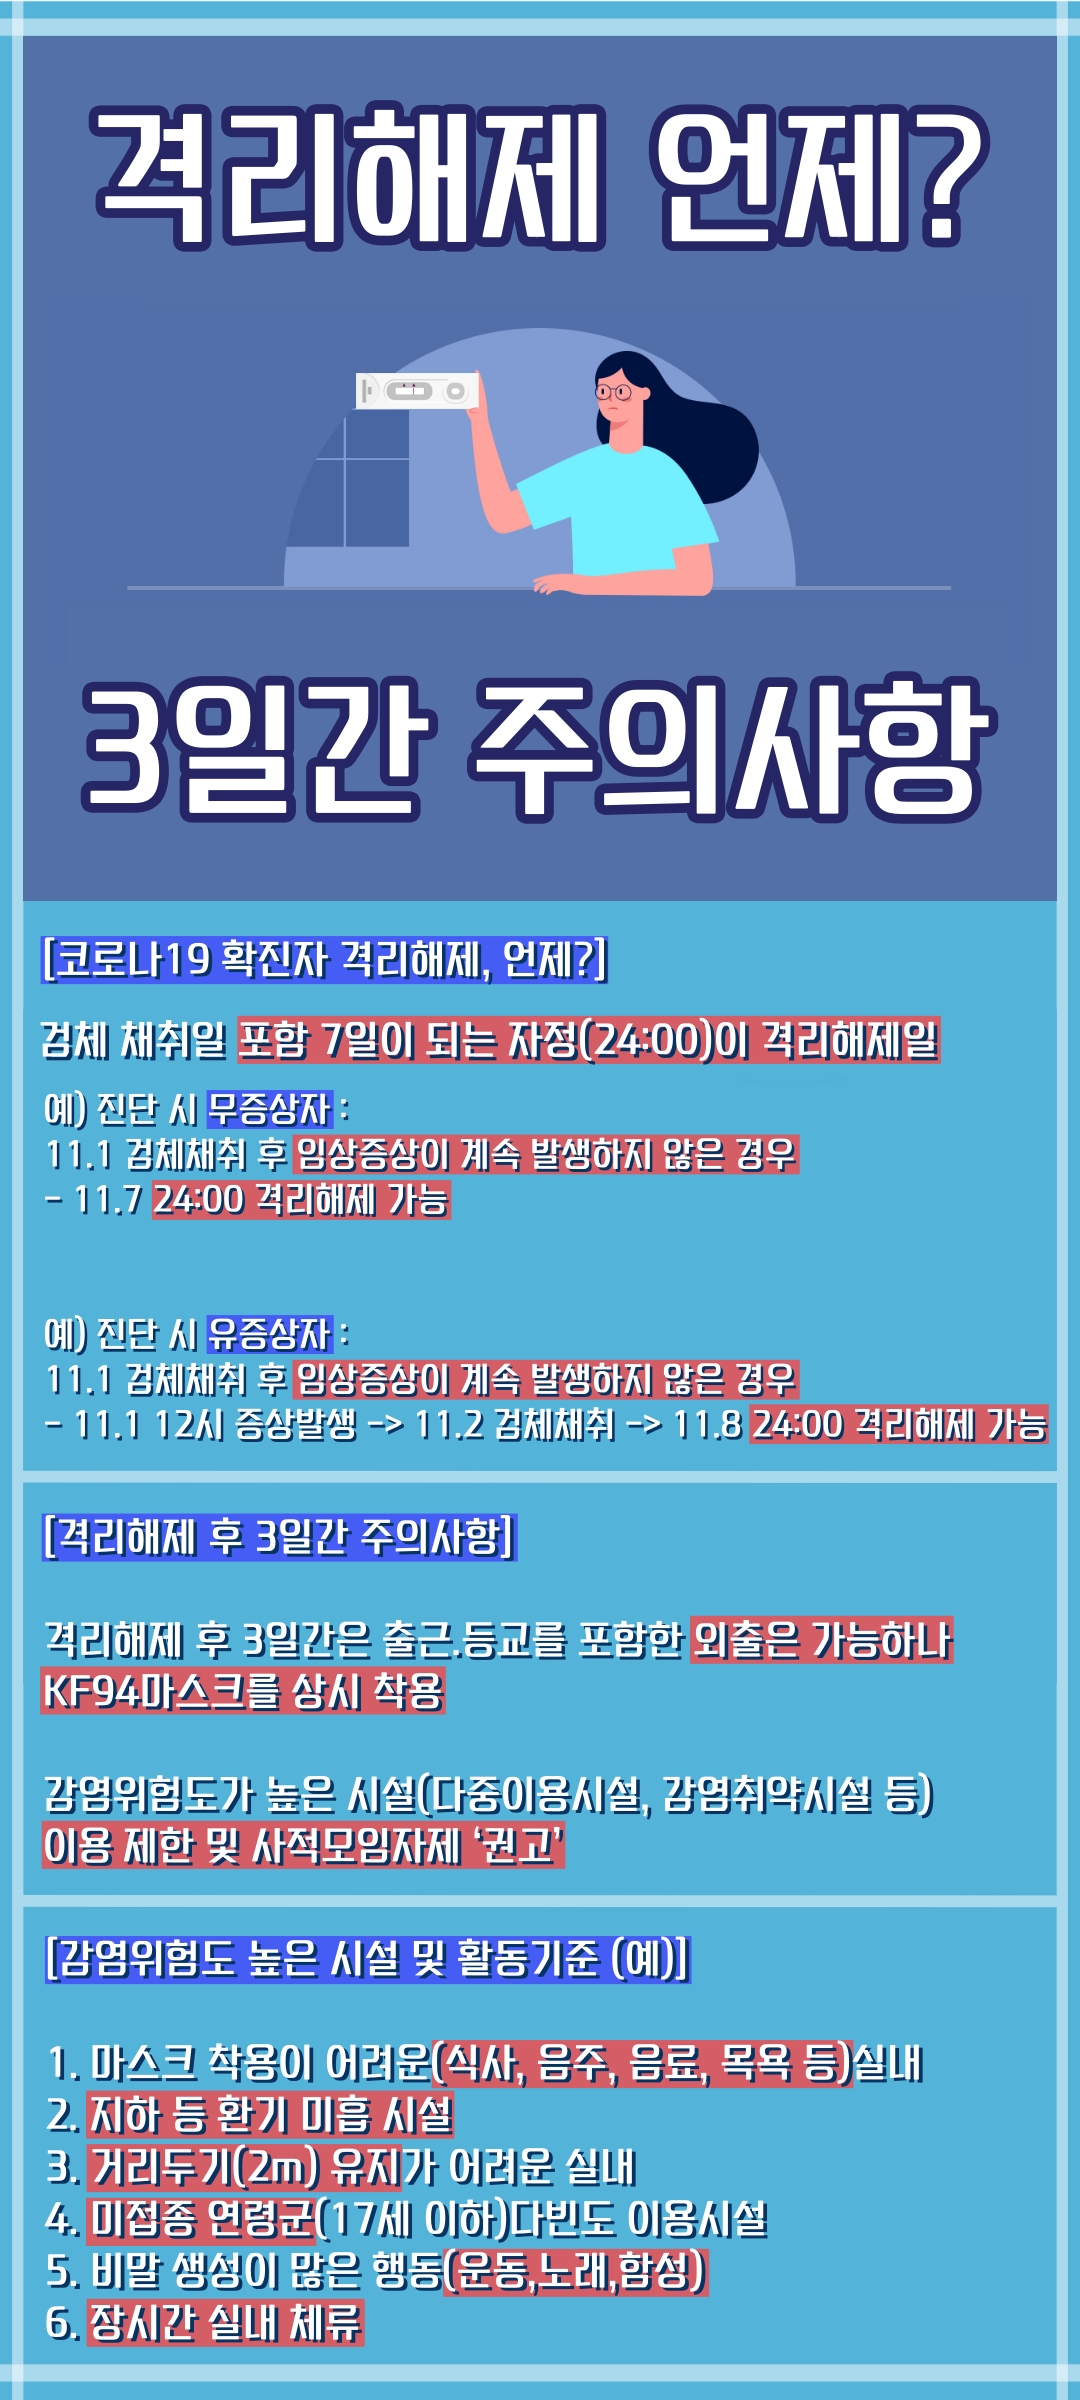 격리해제 언제?
3일간 주의사항
[코로나19 확진자 격리해제, 언제?]
검체 채취일 포함 7일이 되는 자정(24:00)이 격리해제일
예) 진단 시 무증상자 :
11.1 검체채취 후 임상증상이 계속 발생하지 않은 경우
- 11.7 24:00 격리해제 가능
예) 진단 시 유증상자 :
11.1 검체채취 후 임상증상이 계속 발생하지 않은 경우
- 11.1 12시 증상발생 -> 11.2 검체채취 -> 11.8 24:00 격리해제 가능
[격리해제 후 3일간 주의사항]
격리해제 후 3일간은 출근.등교를 포함한 외출은 가능하나
KF94마스크를 상시 착용
감염위험도가 높은 시설(다중이용시설, 감염취약시설 등)
이용 제한 및 사적모임자제 ‘권고’
[감염위험도 높은 시설 및 활동기준 (예)]
1. 마스크 착용이 어려운(식사, 음주, 음료, 목욕 등)실내
2. 지하 등 환기 미흡 시설
3. 거리두기(2m) 유지가 어려운 실내
4. 미접종 연령군(17세 이하)다빈도 이용시설
5. 비말 생성이 많은 행동(운동,노래,함성)
6. 장시간 실내 체류